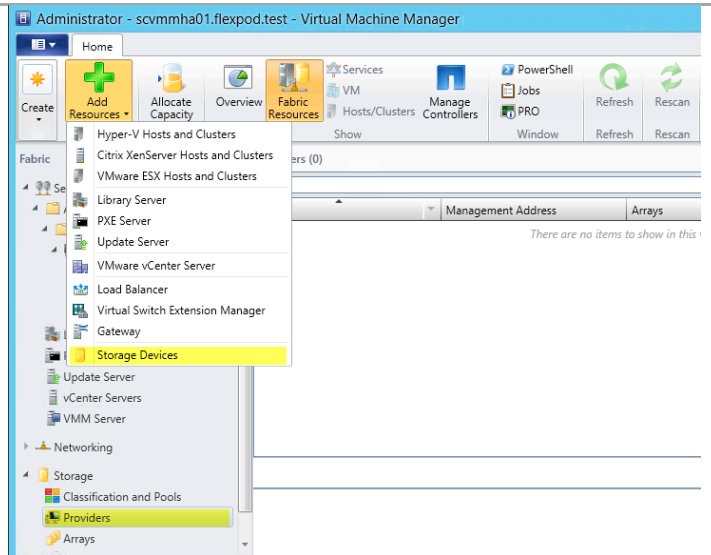 Administrator - scvmmha01.flexpod.test - Virtual Machine Manager
Home
Create
Add Resources
Allocate Capacity
Overview
Fabric Resources
Services
VM
Hosts/Clusters
Show
Manage Controllers
PowerShell
Jobs
PRO
Window
Refresh
Refresh
Rescan
Rescan
Hyper-V Hosts and Clusters
Citrix XenServer Hosts and Clusters
VMware ESX Hosts and Clusters
Library Server
PXE Server
Update Server
VMware vCenter Server
Load Balancer
Virtual Switch Extension Manager
Gateway
Storage Devices
Fabric
ers (0)
Se
Management Address
Arrays
There are no items to show in this
Update Server
vCenter Servers
VMM Server
Networking
Storage
Classification and Pools
Providers
Arrays